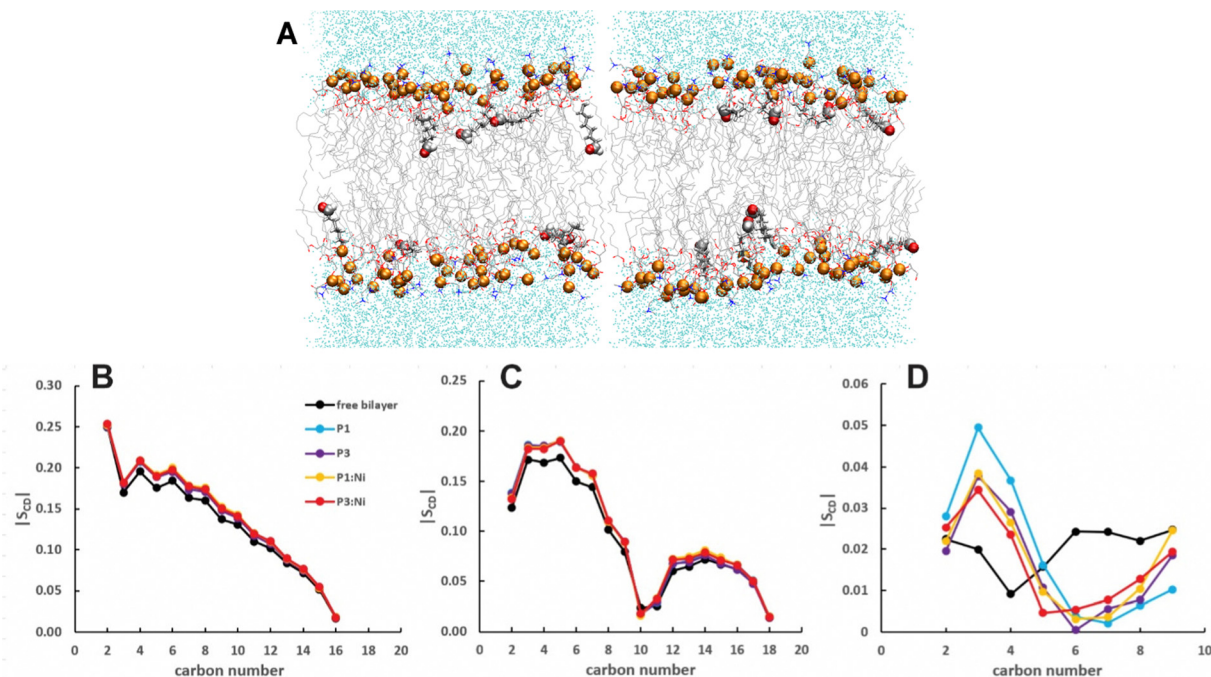 A
B
0.30
0.25
0.20
0.15
0.10
0.05
0.00
|S_CD|
0 2 4 6 8 10 12 14 16 18 20
carbon number
free bilayer
P1
P3
P1:Ni
P3:Ni
C
0.25
0.20
0.15
0.10
0.05
0.00
|S_CD|
0 2 4 6 8 10 12 14 16 18 20
carbon number
D
0.06
0.05
0.04
0.03
0.02
0.01
0
|S_CD|
0 2 4 6 8 10
carbon number